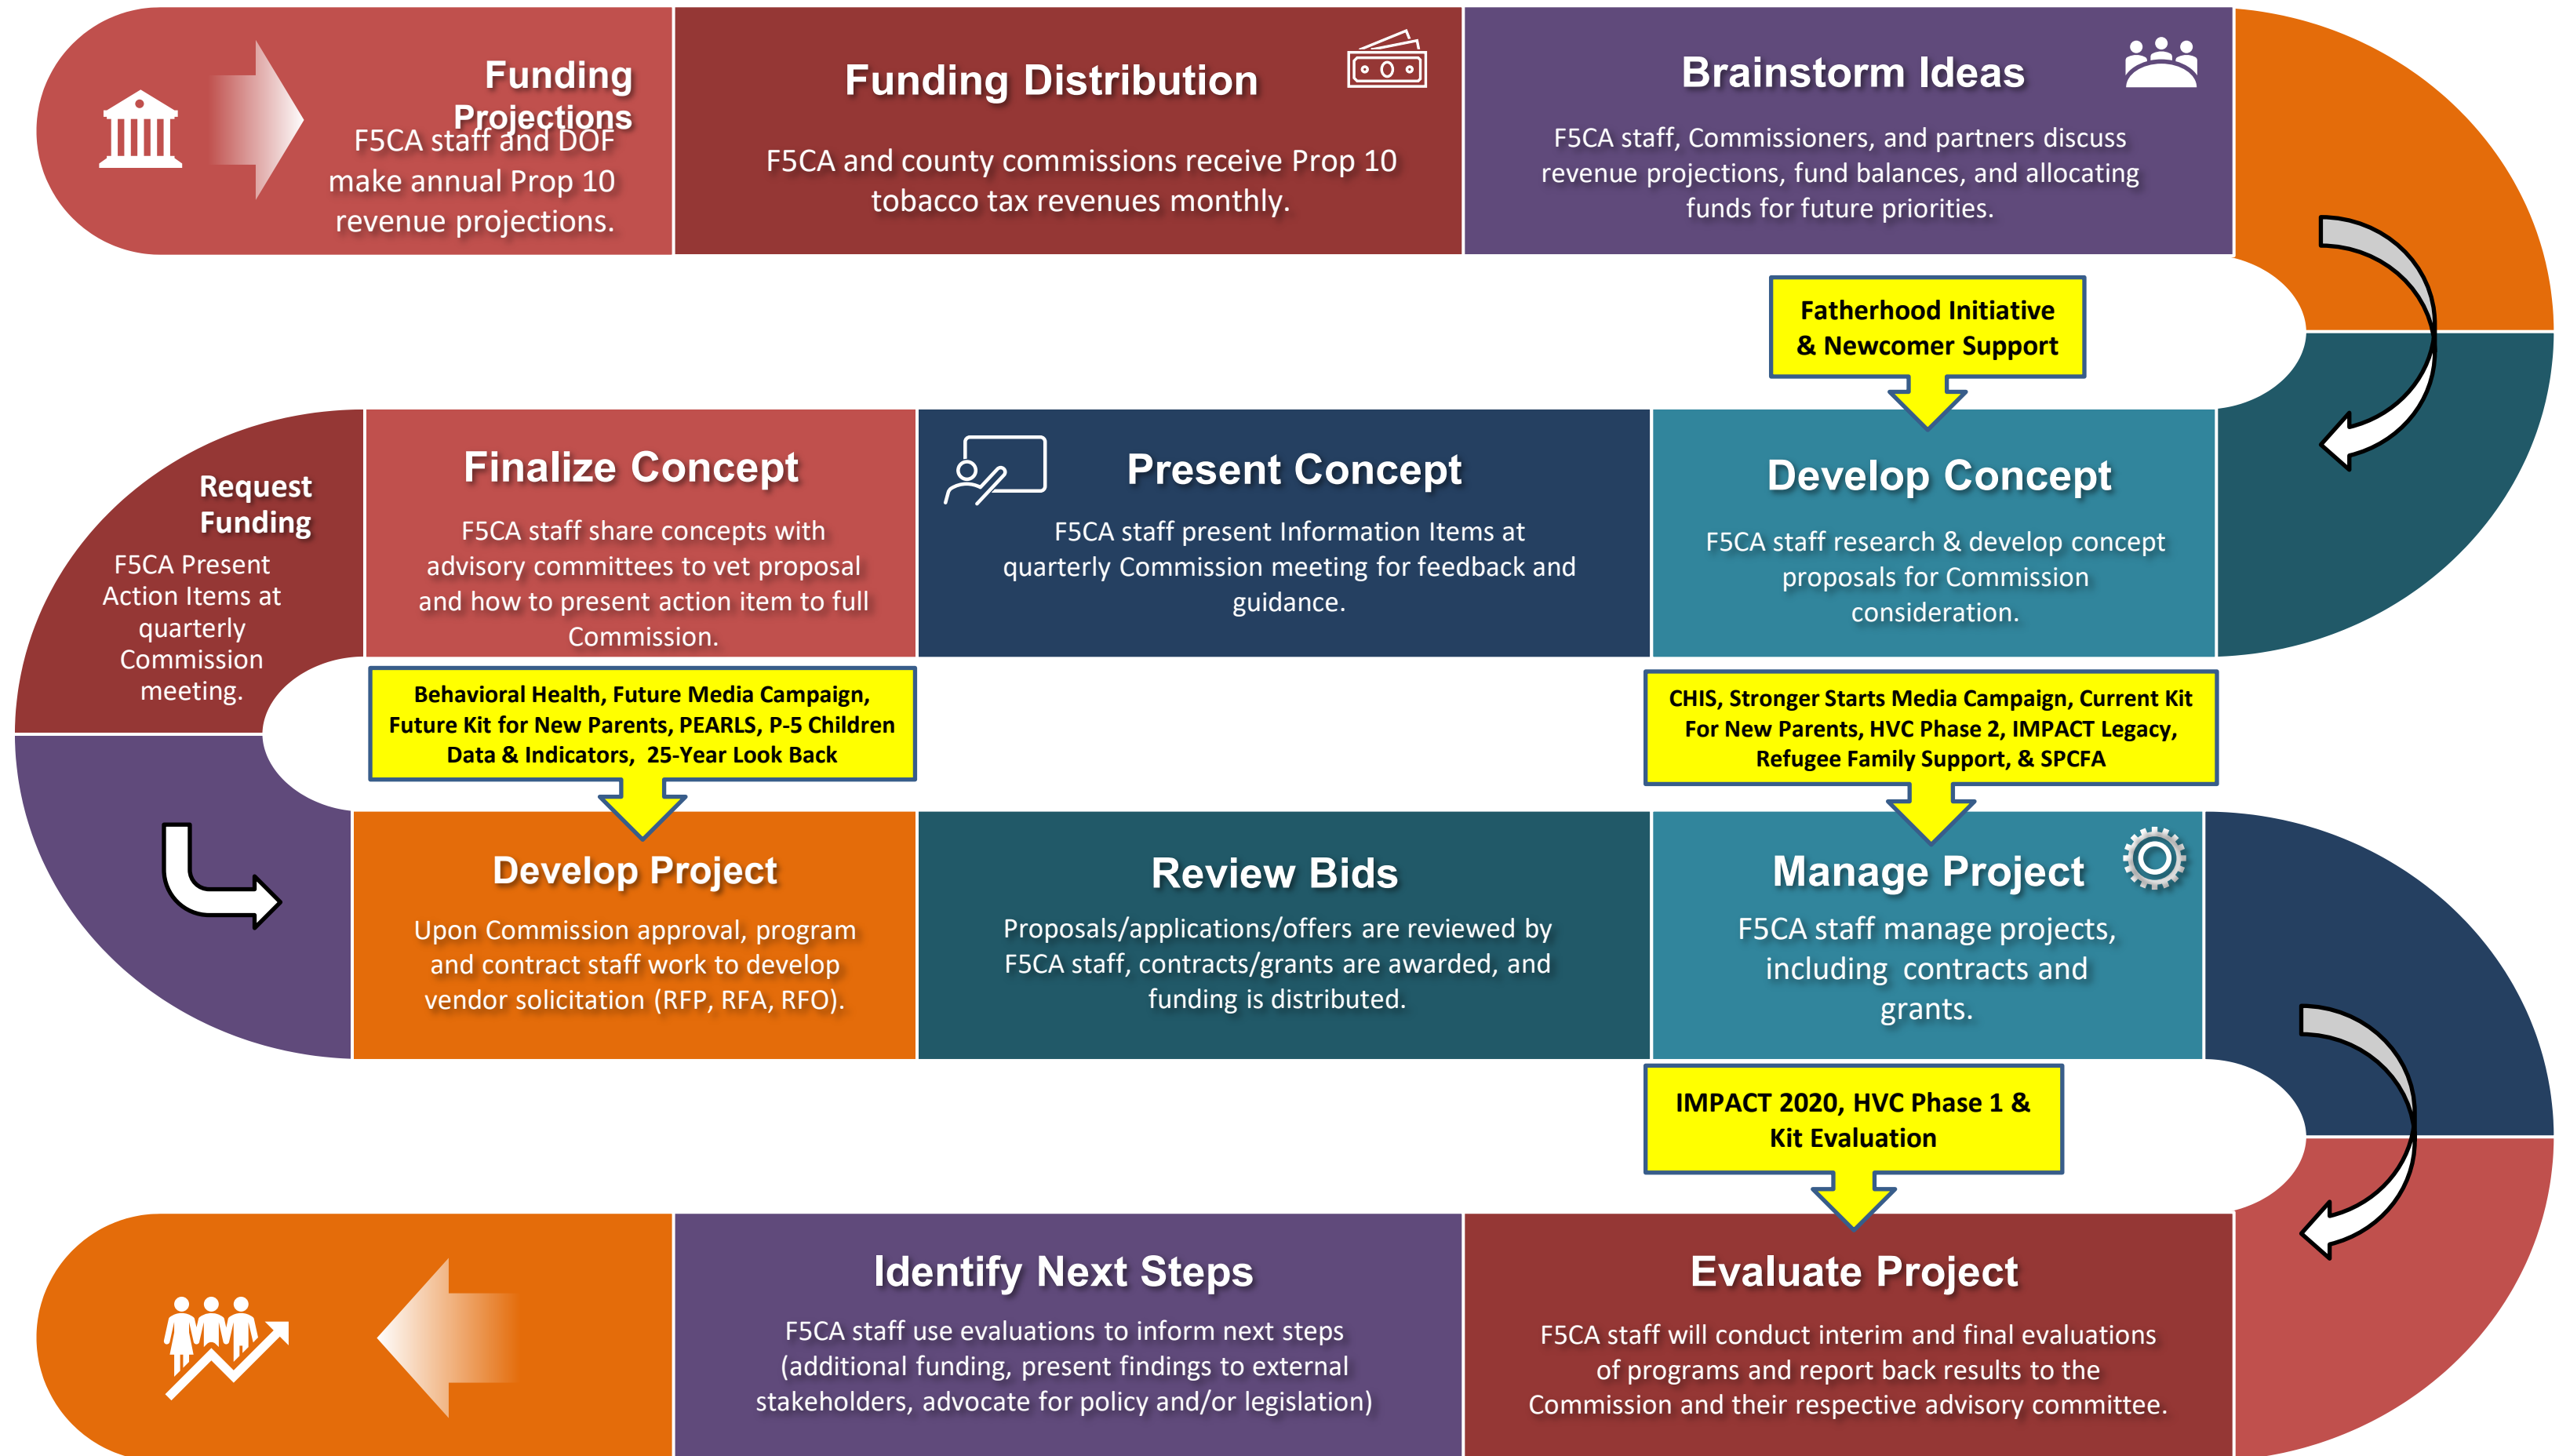 Funding
Projections
F5CA staff and DOF
make annual Prop 10
revenue projections.
Funding Distribution
F5CA and county commissions receive Prop 10
tobacco tax revenues monthly.
Brainstorm Ideas
F5CA staff, Commissioners, and partners discuss
revenue projections, fund balances, and allocating
funds for future priorities.
Fatherhood Initiative
& Newcomer Support
Develop Concept
F5CA staff research & develop concept
proposals for Commission
consideration.
Present Concept
F5CA staff present Information Items at
quarterly Commission meeting for feedback and
guidance.
Finalize Concept
F5CA staff share concepts with
advisory committees to vet proposal
and how to present action item to full
Commission.
Request
Funding
F5CA Present
Action Items at
quarterly
Commission
meeting.
Behavioral Health, Future Media Campaign,
Future Kit for New Parents, PEARLS, P-5 Children
Data & Indicators, 25-Year Look Back
Develop Project
Upon Commission approval, program
and contract staff work to develop
vendor solicitation (RFP, RFA, RFO).
Review Bids
Proposals/applications/offers are reviewed by
F5CA staff, contracts/grants are awarded, and
funding is distributed.
CHIS, Stronger Starts Media Campaign, Current Kit
For New Parents, HVC Phase 2, IMPACT Legacy,
Refugee Family Support, & SPCFA
Manage Project
F5CA staff manage projects,
including contracts and
grants.
IMPACT 2020, HVC Phase 1 &
Kit Evaluation
Evaluate Project
F5CA staff will conduct interim and final evaluations
of programs and report back results to the
Commission and their respective advisory committee.
Identify Next Steps
F5CA staff use evaluations to inform next steps
(additional funding, present findings to external
stakeholders, advocate for policy and/or legislation)